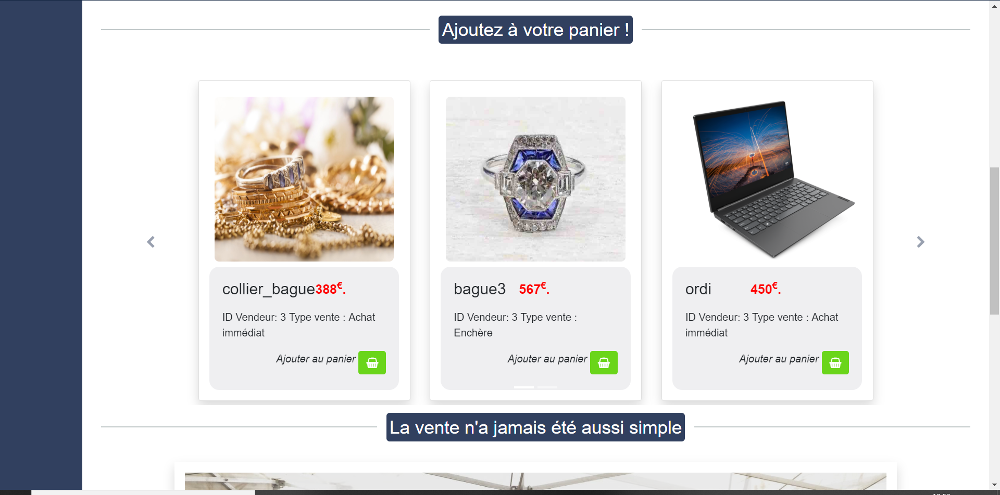 Ajoutez à votre panier !
collier_bague388€.
ID Vendeur: 3 Type vente : Achat
immédiat
Ajouter au panier
bague3 567€.
ID Vendeur: 3 Type vente :
Enchère
Ajouter au panier
ordi 450€.
ID Vendeur: 3 Type vente : Achat
immédiat
Ajouter au panier
La vente n'a jamais été aussi simple